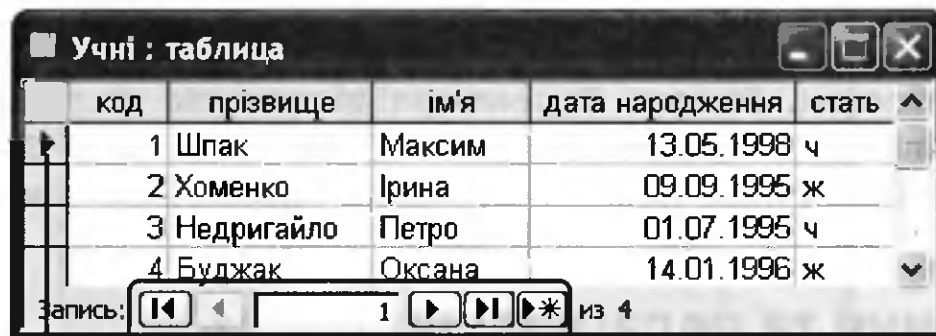 Учні : таблица
код прізвище ім'я дата народження стать
1 Шпак Максим 13.05.1998 ч
2 Хоменко Ірина 09.09.1995 ж
3 Недригайло Петро 01.07.1995 ч
4 Буджак Оксана 14.01.1996 ж
Запись: 1 из 4